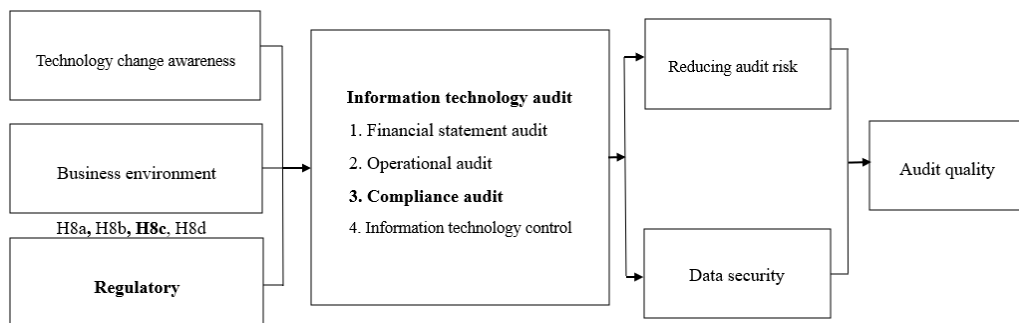 Technology change awareness
Business environment
H8a, H8b, H8c, H8d
Regulatory
Information technology audit
1. Financial statement audit
2. Operational audit
3. Compliance audit
4. Information technology control
Reducing audit risk
Data security
Audit quality